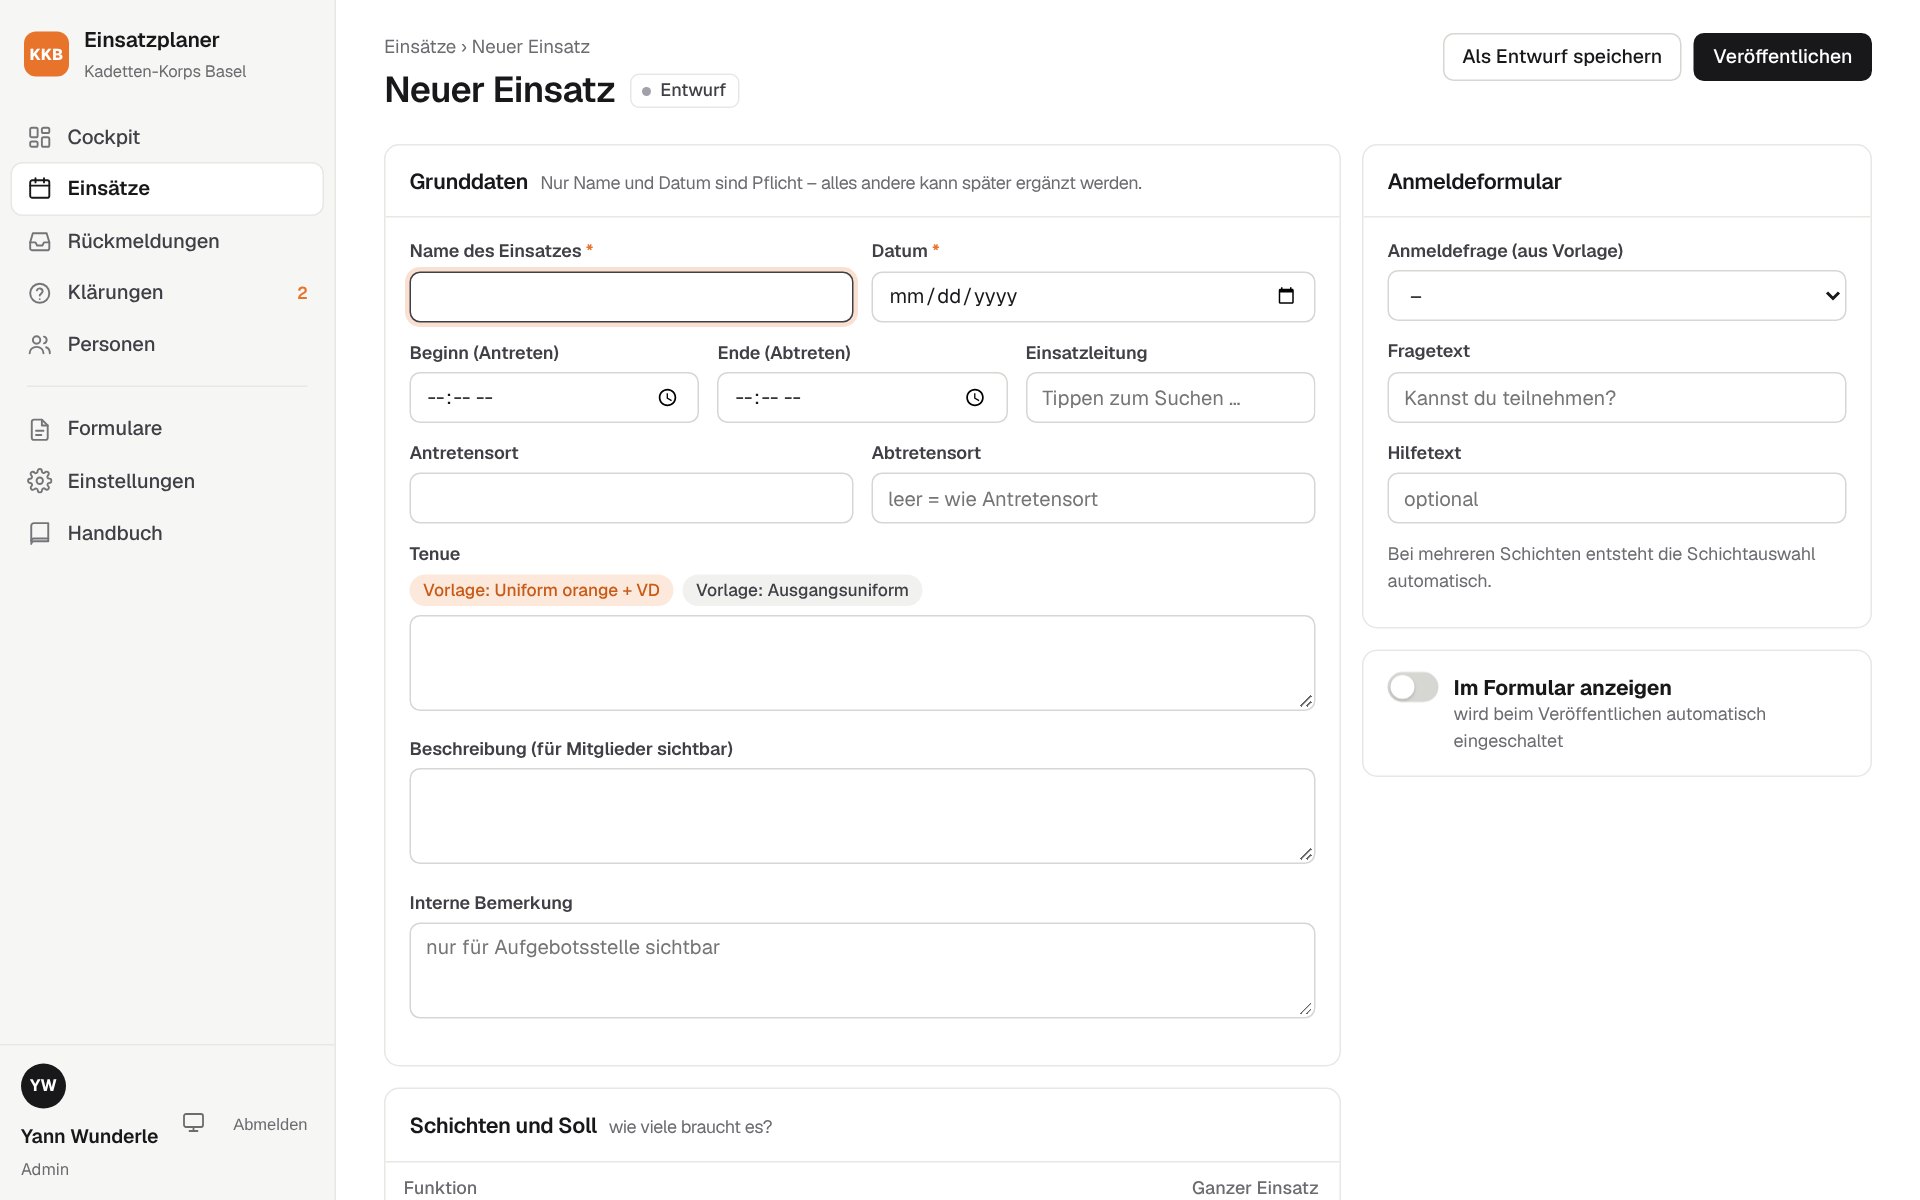 KKB
Einsatzplaner
Kadetten-Korps Basel
Cockpit
Einsätze
Rückmeldungen
Klärungen 2
Personen
Formulare
Einstellungen
Handbuch
YW
Yann Wunderle
Admin
Abmelden
Einsätze › Neuer Einsatz
Neuer Einsatz
Entwurf
Als Entwurf speichern
Veröffentlichen
Grunddaten Nur Name und Datum sind Pflicht – alles andere kann später ergänzt werden.
Name des Einsatzes *
Datum *
mm/dd/yyyy
Beginn (Antreten)
Ende (Abtreten)
Einsatzleitung
--:-- --
--:-- --
Tippen zum Suchen …
Antretensort
Abtretensort
leer = wie Antretensort
Tenue
Vorlage: Uniform orange + VD
Vorlage: Ausgangsuniform
Beschreibung (für Mitglieder sichtbar)
Interne Bemerkung
nur für Aufgebotsstelle sichtbar
Schichten und Soll wie viele braucht es?
Funktion
Ganzer Einsatz
Anmeldeformular
Anmeldefrage (aus Vorlage)
–
Fragetext
Kannst du teilnehmen?
Hilfetext
optional
Bei mehreren Schichten entsteht die Schichtauswahl
automatisch.
Im Formular anzeigen
wird beim Veröffentlichen automatisch
eingeschaltet